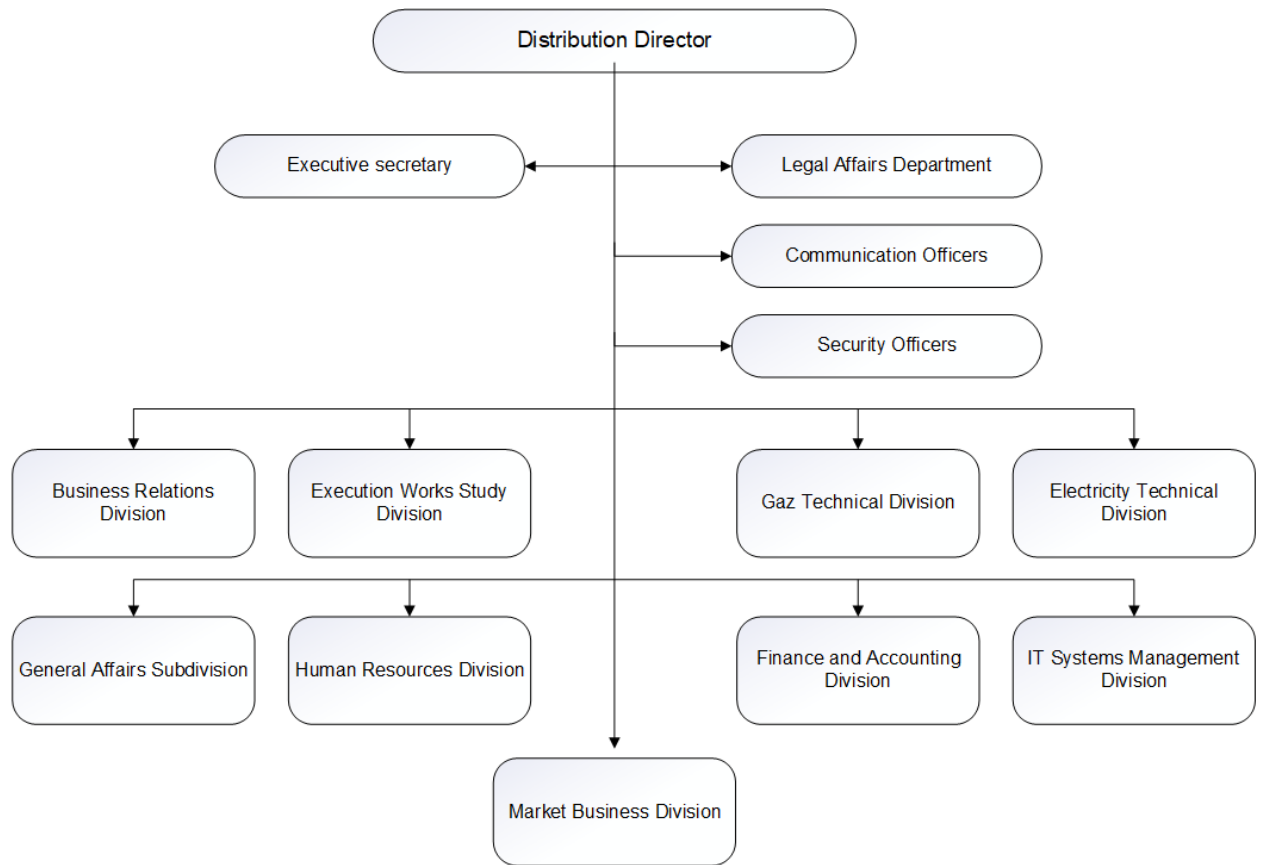 Distribution Director
Executive secretary
Legal Affairs Department
Communication Officers
Security Officers
Business Relations
Division
Execution Works Study
Division
Gaz Technical Division
Electricity Technical
Division
General Affairs Subdivision
Human Resources Division
Finance and Accounting
Division
IT Systems Management
Division
Market Business Division